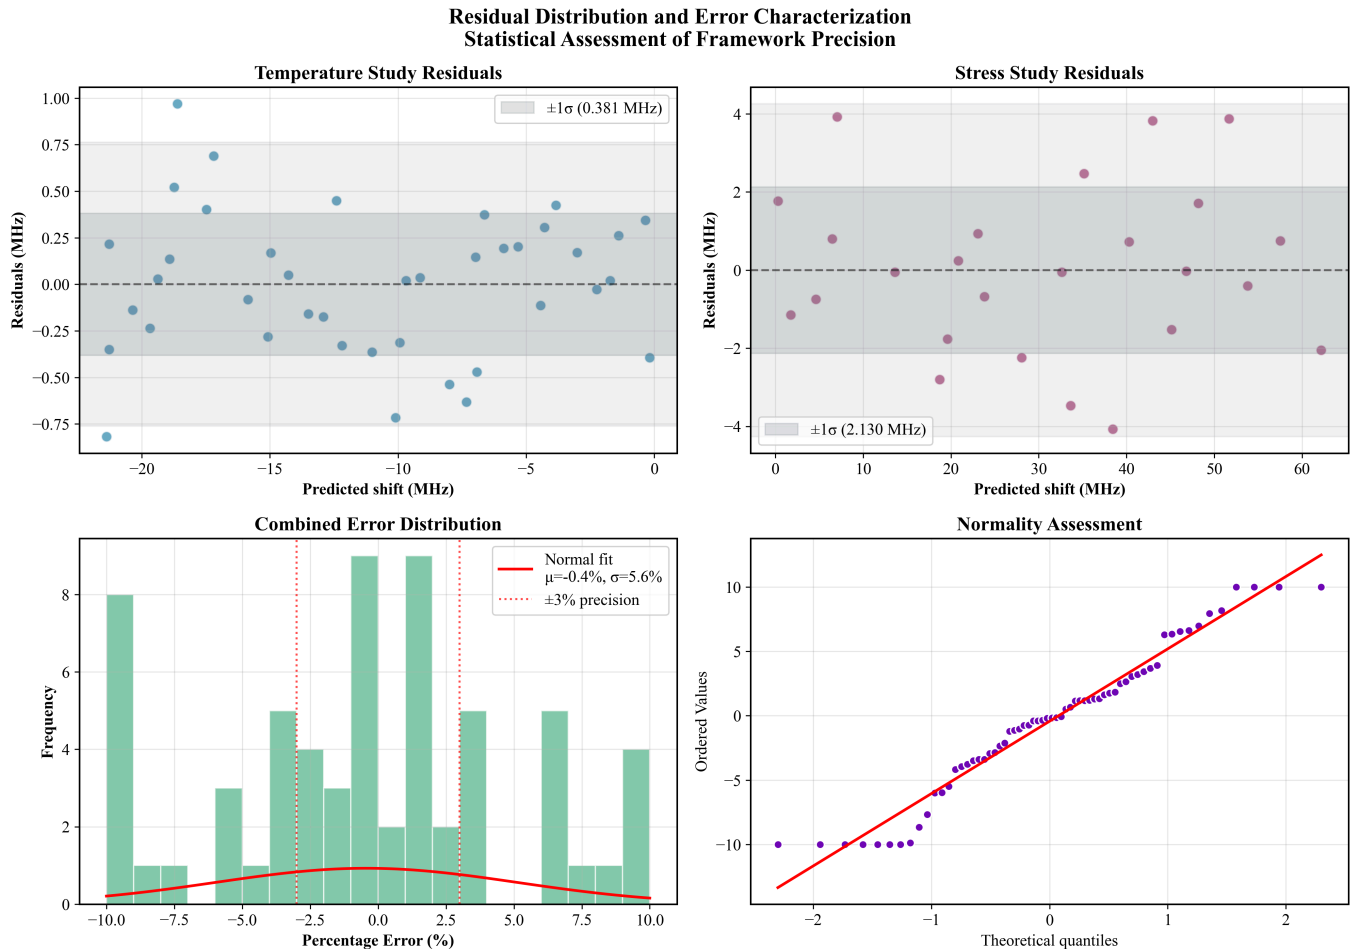 Residual Distribution and Error Characterization
Statistical Assessment of Framework Precision
Temperature Study Residuals
±1σ (0.381 MHz)
1.00
0.75
0.50
0.25
0.00
−0.25
−0.50
−0.75
Residuals (MHz)
−20
−15
−10
−5
0
Predicted shift (MHz)
Stress Study Residuals
±1σ (2.130 MHz)
4
2
0
−2
−4
Residuals (MHz)
0
10
20
30
40
50
60
Predicted shift (MHz)
Combined Error Distribution
Normal fit
μ=-0.4%, σ=5.6%
±3% precision
8
6
4
2
0
Frequency
−10.0
−7.5
−5.0
−2.5
0.0
2.5
5.0
7.5
10.0
Percentage Error (%)
Normality Assessment
10
5
0
−5
−10
Ordered Values
−2
−1
0
1
2
Theoretical quantiles